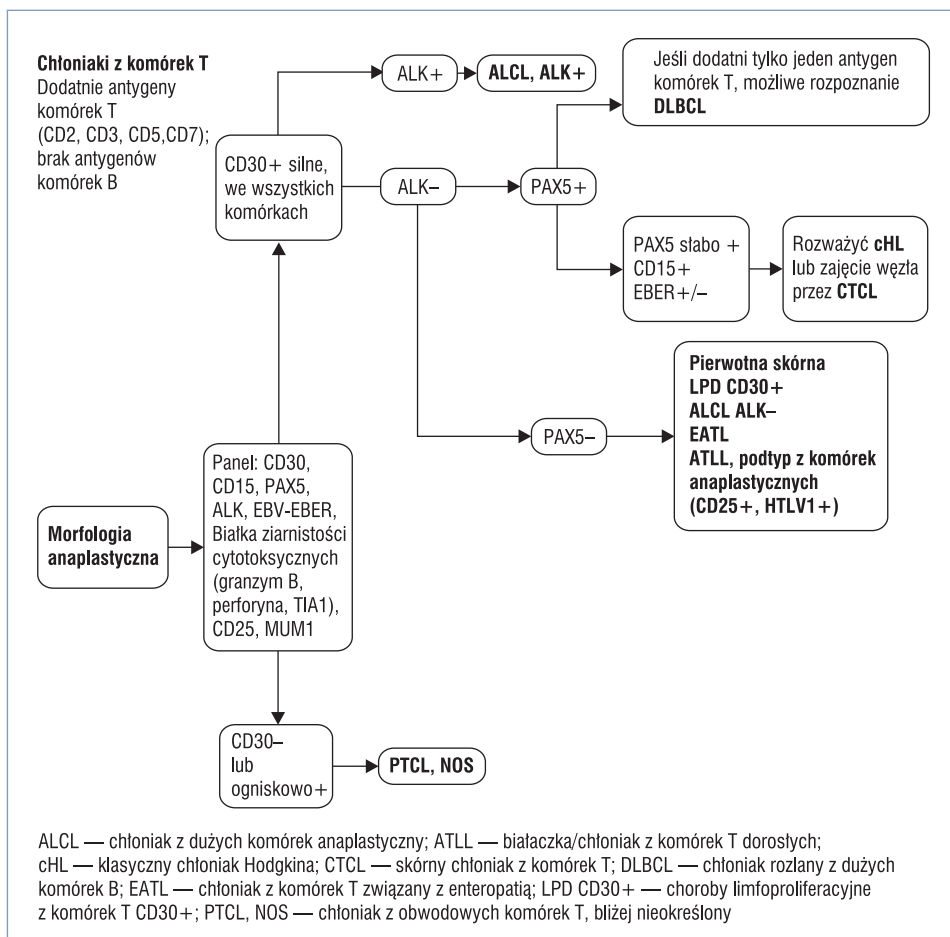 Chłoniaki z komórek T
Dodatnie antygeny
komórek T
(CD2, CD3, CD5,CD7);
brak antygenów
komórek B
CD30+ silne,
we wszystkich
komórkach
ALK+
ALCL, ALK+
ALK–
PAX5+
Jeśli dodatni tylko jeden antygen
komórek T, możliwe rozpoznanie
DLBCL
PAX5 słabo +
CD15+
EBER+/–
Rozważyć cHL
lub zajęcie węzła
przez CTCL
PAX5–
Pierwotna skórna
LPD CD30+
ALCL ALK–
EATL
ATLL, podtyp z komórek
anaplastycznych
(CD25+, HTLV1+)
Morfologia
anaplastyczna
Panel: CD30,
CD15, PAX5,
ALK, EBV-EBER,
Białka ziarnistości
cytotoksycznych
(granzym B,
perforyna, TIA1),
CD25, MUM1
CD30–
lub
ogniskowo+
PTCL, NOS
ALCL — chłoniak z dużych komórek anaplastyczny; ATLL — białaczka/chłoniak z komórek T dorosłych;
cHL — klasyczny chłoniak Hodgkina; CTCL — skórny chłoniak z komórek T; DLBCL — chłoniak rozlany z dużych
komórek B; EATL — chłoniak z komórek T związany z enteropatią; LPD CD30+ — choroby limfoproliferacyjne
z komórek T CD30+; PTCL, NOS — chłoniak z obwodowych komórek T, bliżej nieokreślony